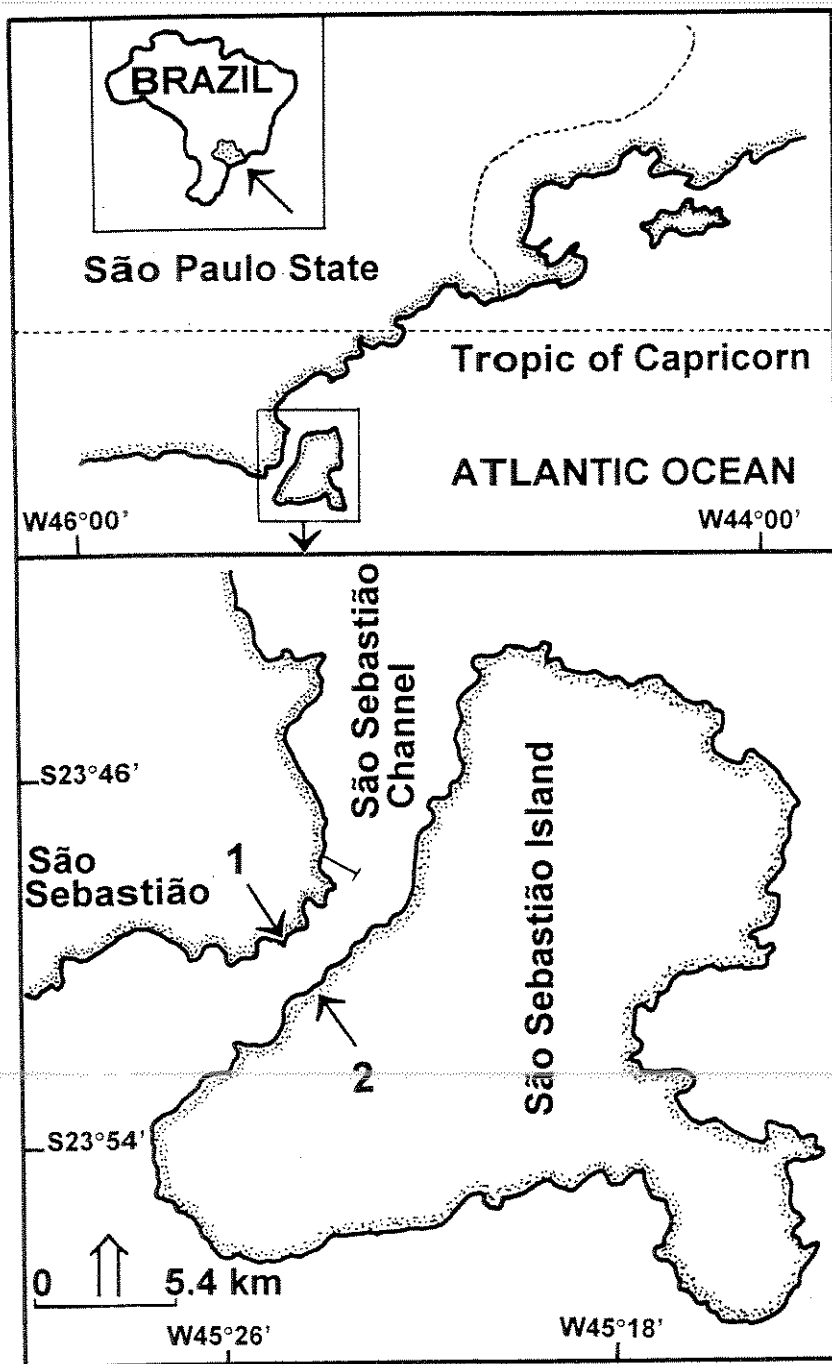 BRAZIL
São Paulo State
Tropic of Capricorn
ATLANTIC OCEAN
W46°00'
W44°00'
São Sebastião
Channel
S23°46'
São Sebastião Island
São
Sebastião
1
2
S23°54'
0
5.4 km
W45°26'
W45°18'